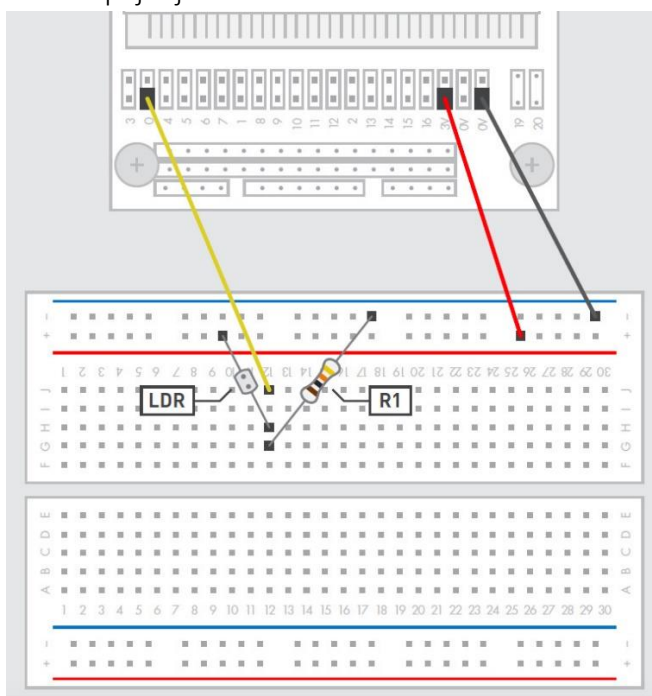 3 0 4 5 6 7 1 8 9 10 11 12 2 13 14 15 16 3V 0V 0V 19 20
+ +
- -
+ +
1 2 3 4 5 6 7 8 9 10 11 12 13 14 15 16 17 18 19 20 21 22 23 24 25 26 27 28 29 30
LDR
R1
J J
I I
H H
G G
F F
E E
D D
C C
B B
A A
1 2 3 4 5 6 7 8 9 10 11 12 13 14 15 16 17 18 19 20 21 22 23 24 25 26 27 28 29 30
- -
+ +